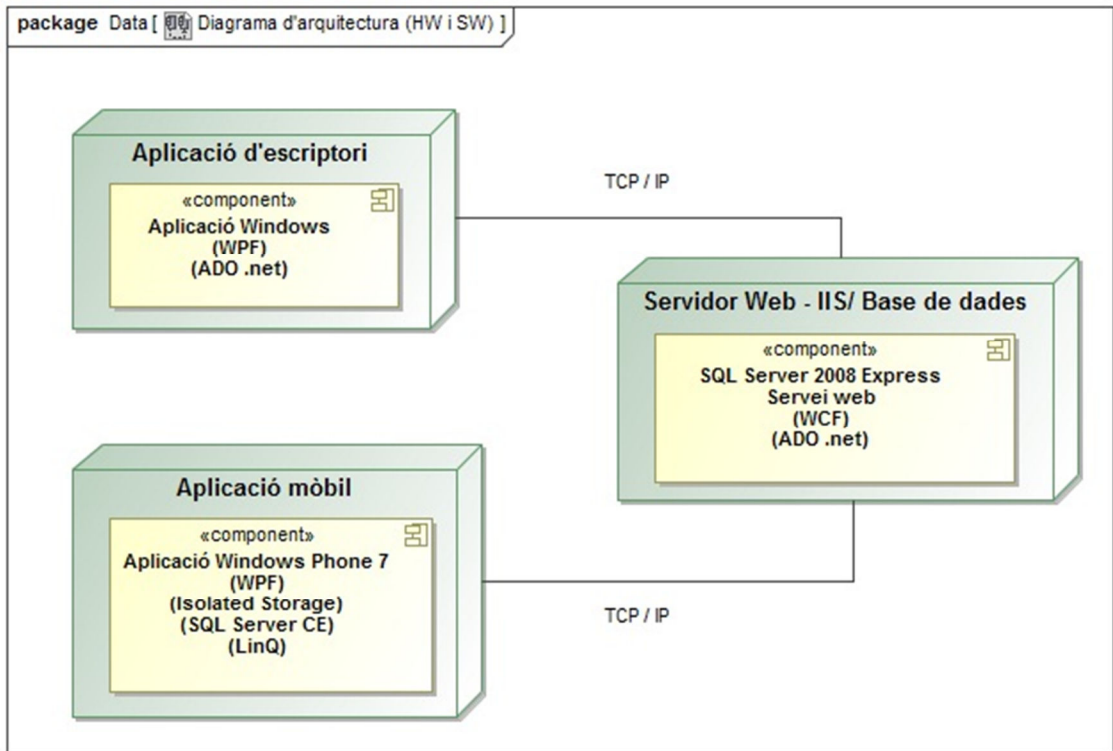 package Data [ Diagrama d'arquitectura (HW i SW) ]
Aplicació d'escriptori
«component»
Aplicació Windows
(WPF)
(ADO .net)
TCP / IP
Servidor Web - IIS/ Base de dades
«component»
SQL Server 2008 Express
Servei web
(WCF)
(ADO .net)
Aplicació mòbil
«component»
Aplicació Windows Phone 7
(WPF)
(Isolated Storage)
(SQL Server CE)
(LinQ)
TCP / IP